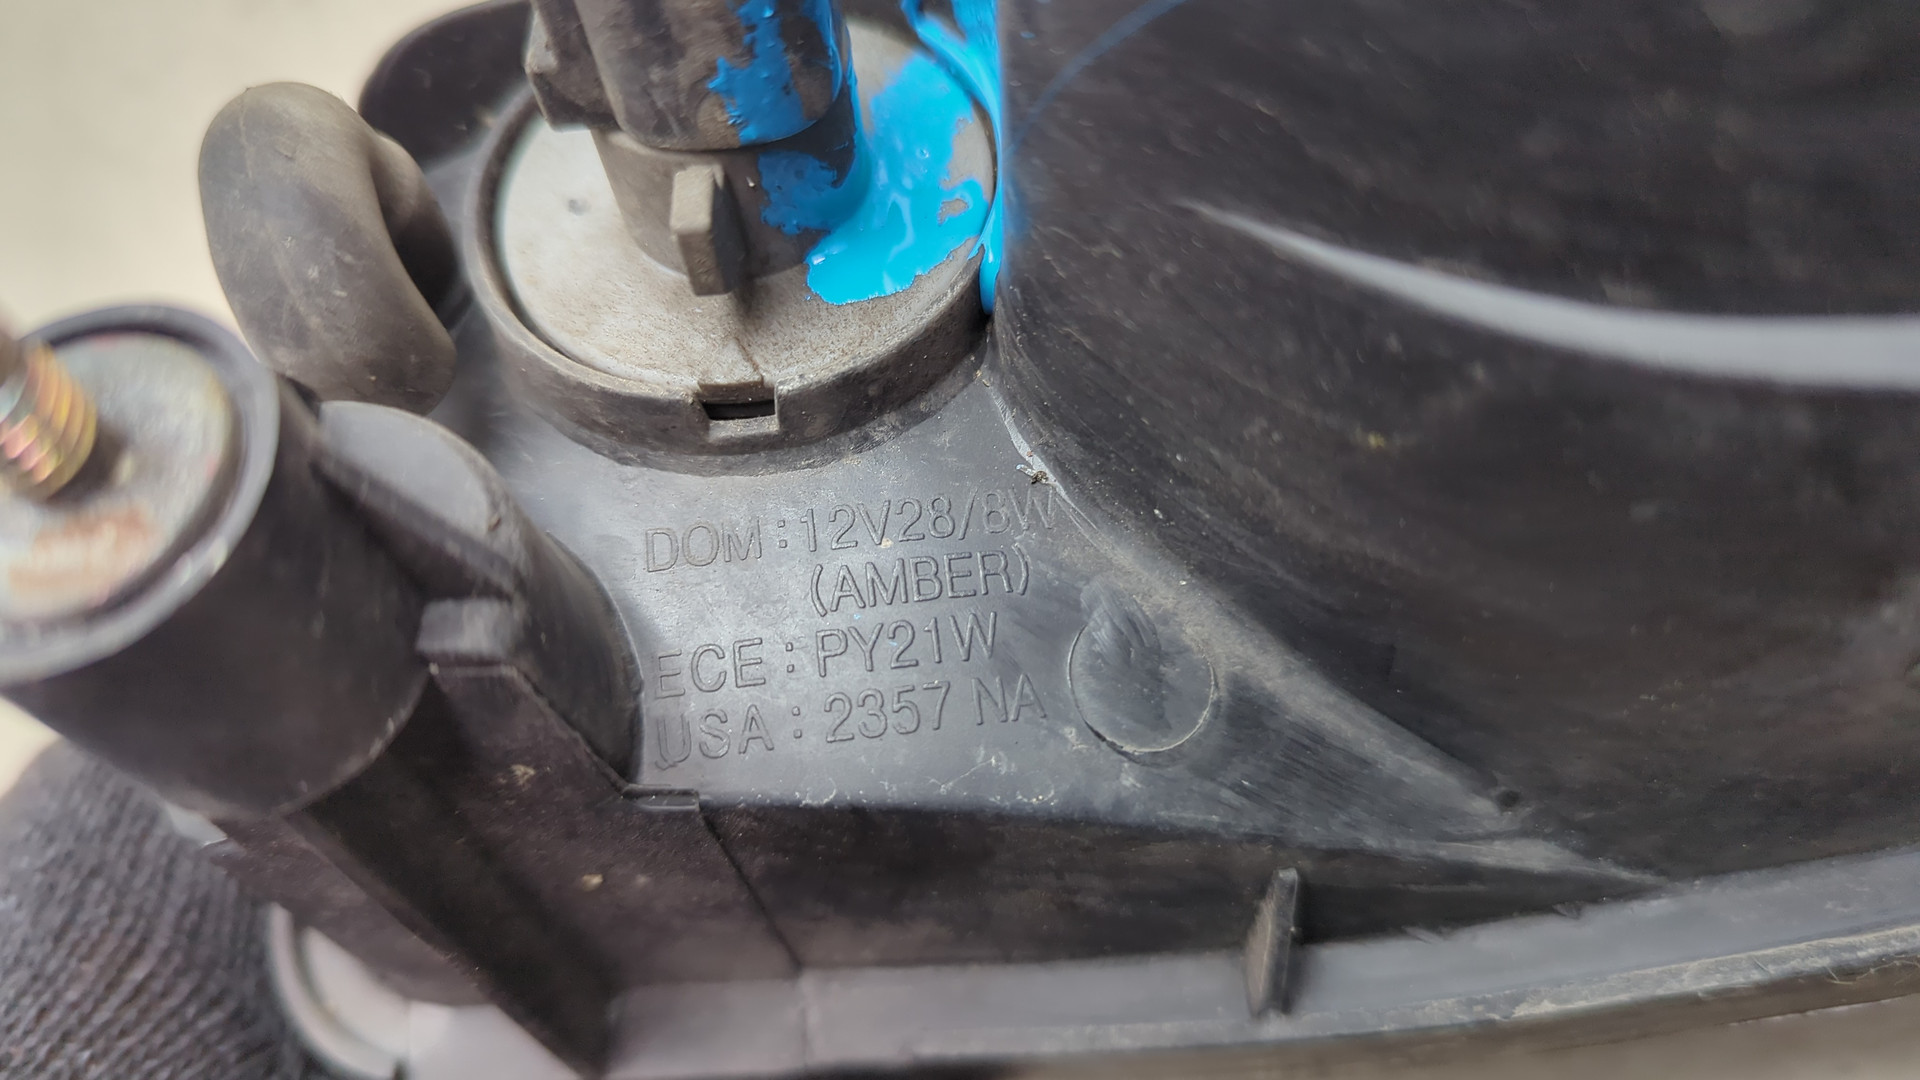 DOM : 12V28/8W
(AMBER)
ECE : PY21W
USA : 2357 NA